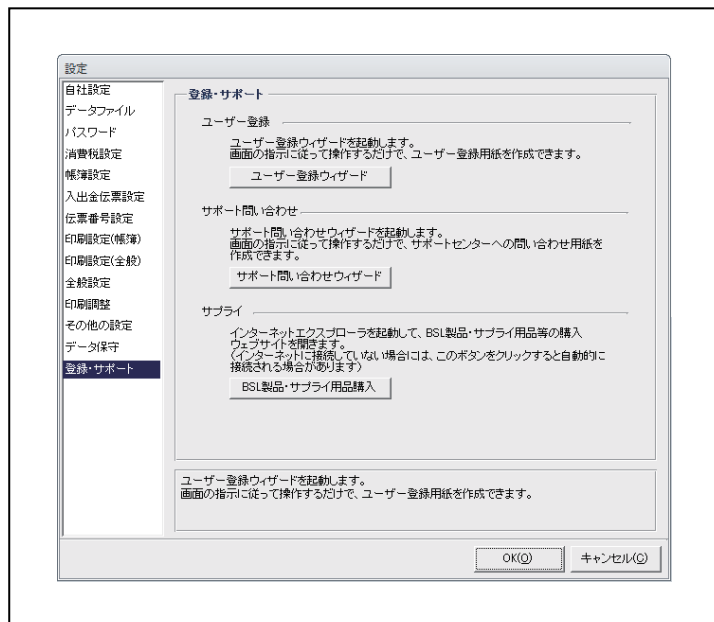 設定
自社設定
データファイル
パスワード
消費税設定
帳簿設定
入出金伝票設定
伝票番号設定
印刷設定(帳簿)
印刷設定(全般)
全般設定
印刷調整
その他の設定
データ保守
登録・サポート
登録・サポート
ユーザー登録
ユーザー登録ウィザードを起動します。
画面の指示に従って操作するだけで、ユーザー登録用紙を作成できます。
ユーザー登録ウィザード
サポート問い合わせ
サポート問い合わせウィザードを起動します。
画面の指示に従って操作するだけで、サポートセンターへの問い合わせ用紙を
作成できます。
サポート問い合わせウィザード
サプライ
インターネットエクスプローラを起動して、BSL製品・サプライ用品等の購入
ウェブサイトを開きます。
(インターネットに接続していない場合には、このボタンをクリックすると自動的に
接続される場合があります)
BSL製品・サプライ用品購入
ユーザー登録ウィザードを起動します。
画面の指示に従って操作するだけで、ユーザー登録用紙を作成できます。
OK(O)
キャンセル(C)